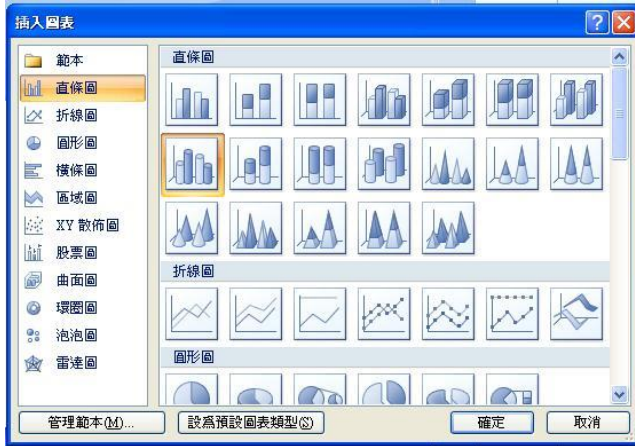 插入圖表
範本
直條圖
折線圖
圓形圖
橫條圖
區域圖
XY 散佈圖
股票圖
曲面圖
環圈圖
泡泡圖
雷達圖
直條圖
折線圖
圓形圖
管理範本(M)...
設為預設圖表類型(S)
確定
取消